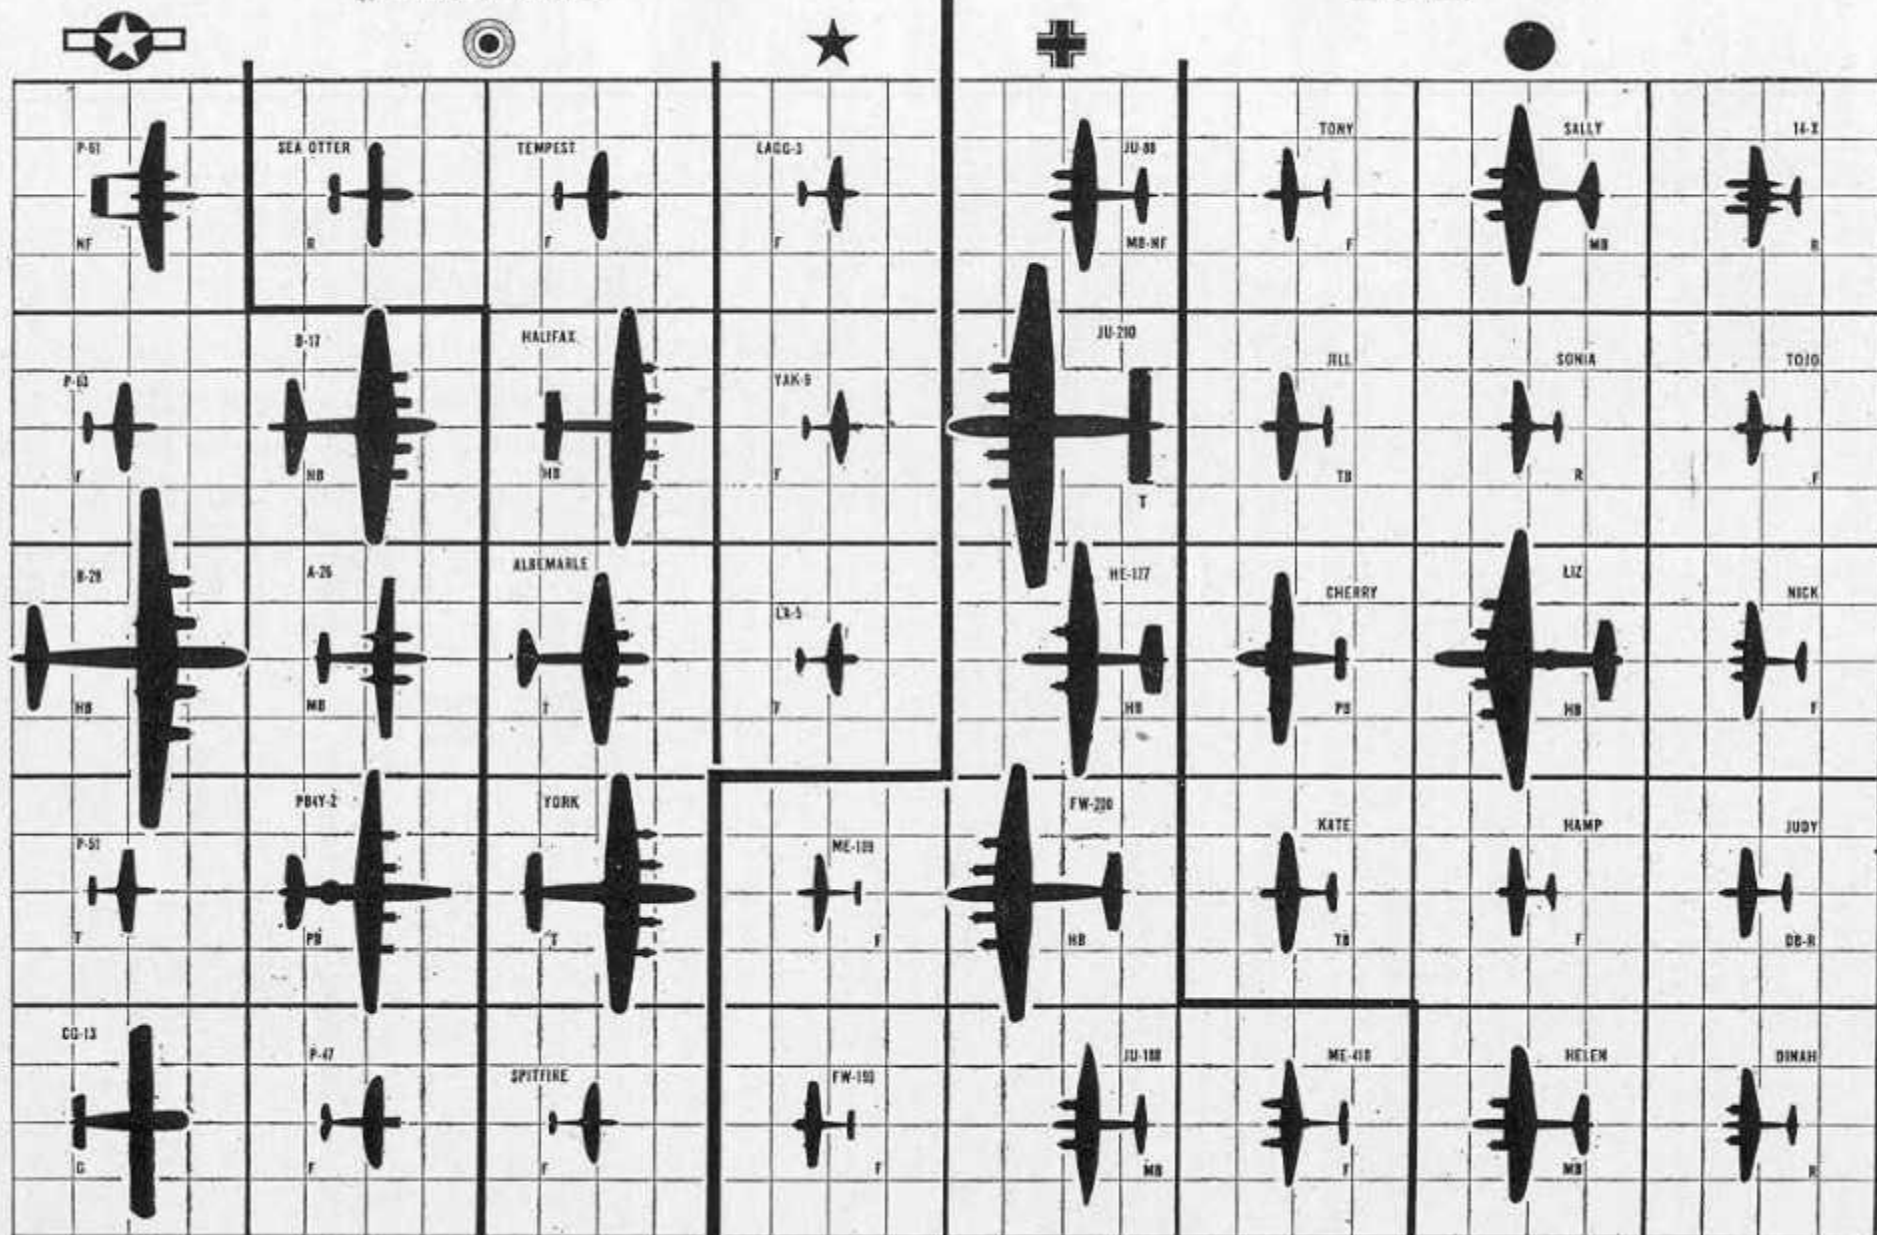 P-61
SEA OTTER
TEMPEST
LAGG-3
JU-88
TONY
SALLY
14-X
NF
R
F
F
MB-NF
F
MB
R
P-63
B-17
HALIFAX
YAK-9
JU-290
JILL
SONIA
TOJO
F
HB
HB
F
T
TB
R
F
B-29
A-26
ALBEMARLE
LA-5
HE-177
CHERRY
LIZ
NICK
HB
MB
T
F
HB
PB
HB
F
P-51
PB4Y-2
YORK
ME-109
FW-200
KATE
HAMP
JUDY
F
PB
T
F
HB
TB
F
DB-R
CG-13
P-47
SPITFIRE
FW-190
JU-188
ME-410
HELEN
DINAH
G
F
F
F
MB
F
MB
R